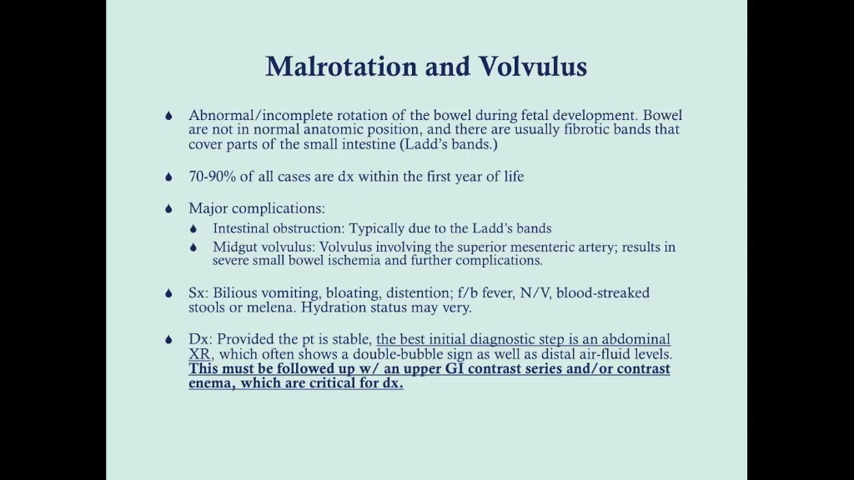 Malrotation and Volvulus
Abnormal/incomplete rotation of the bowel during fetal development. Bowel
are not in normal anatomic position, and there are usually fibrotic bands that
cover parts of the small intestine (Ladd's bands.)
70-90% of all cases are dx within the first year of life
Major complications:
Intestinal obstruction: Typically due to the Ladd's bands
Midgut volvulus: Volvulus involving the superior mesenteric artery; results in
severe small bowel ischemia and further complications.
Sx: Bilious vomiting, bloating, distention; f/b fever, N/V, blood-streaked
stools or melena. Hydration status may very.
Dx: Provided the pt is stable, the best initial diagnostic step is an abdominal
XR, which often shows a double-bubble sign as well as distal air-fluid levels.
This must be followed up w/ an upper GI contrast series and/or contrast
enema, which are critical for dx.